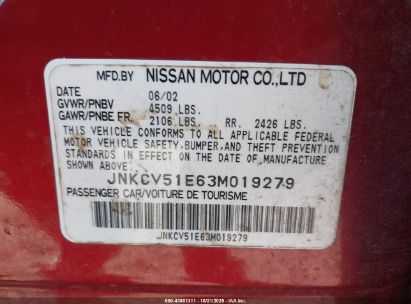 MFD.BY NISSAN MOTOR CO.,LTD
DATE 06/02
GVWR/PNBV 4509 LBS.
GAWR/PNBE FR. 2106 LBS. RR. 2426 LBS.
THIS VEHICLE CONFORMS TO ALL APPLICABLE FEDERAL
MOTOR VEHICLE SAFETY,BUMPER,AND THEFT PREVENTION
STANDARDS IN EFFECT ON THE DATE OF MANUFACTURE
SHOWN ABOVE.
JNKCV51E63M019279
PASSENGER CAR/VOITURE DE TOURISME
JNKCV51E63M019279